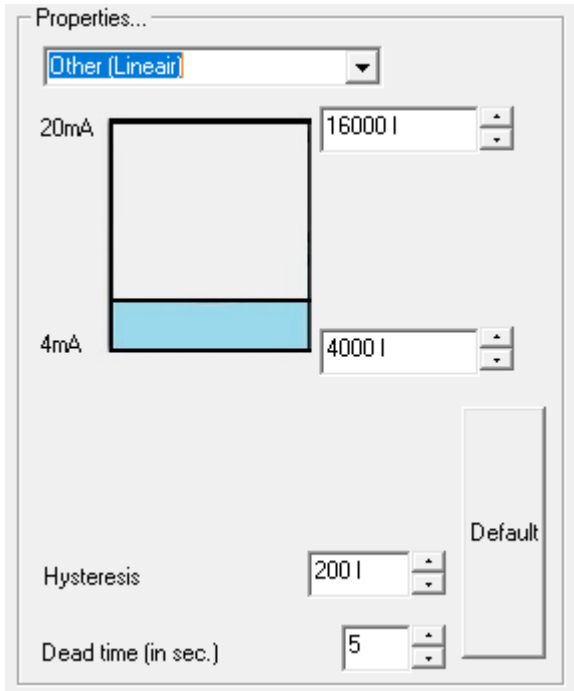 Properties...
Other (Lineair)
20mA
16000 l
4mA
4000 l
Default
Hysteresis
200 l
Dead time (in sec.)
5